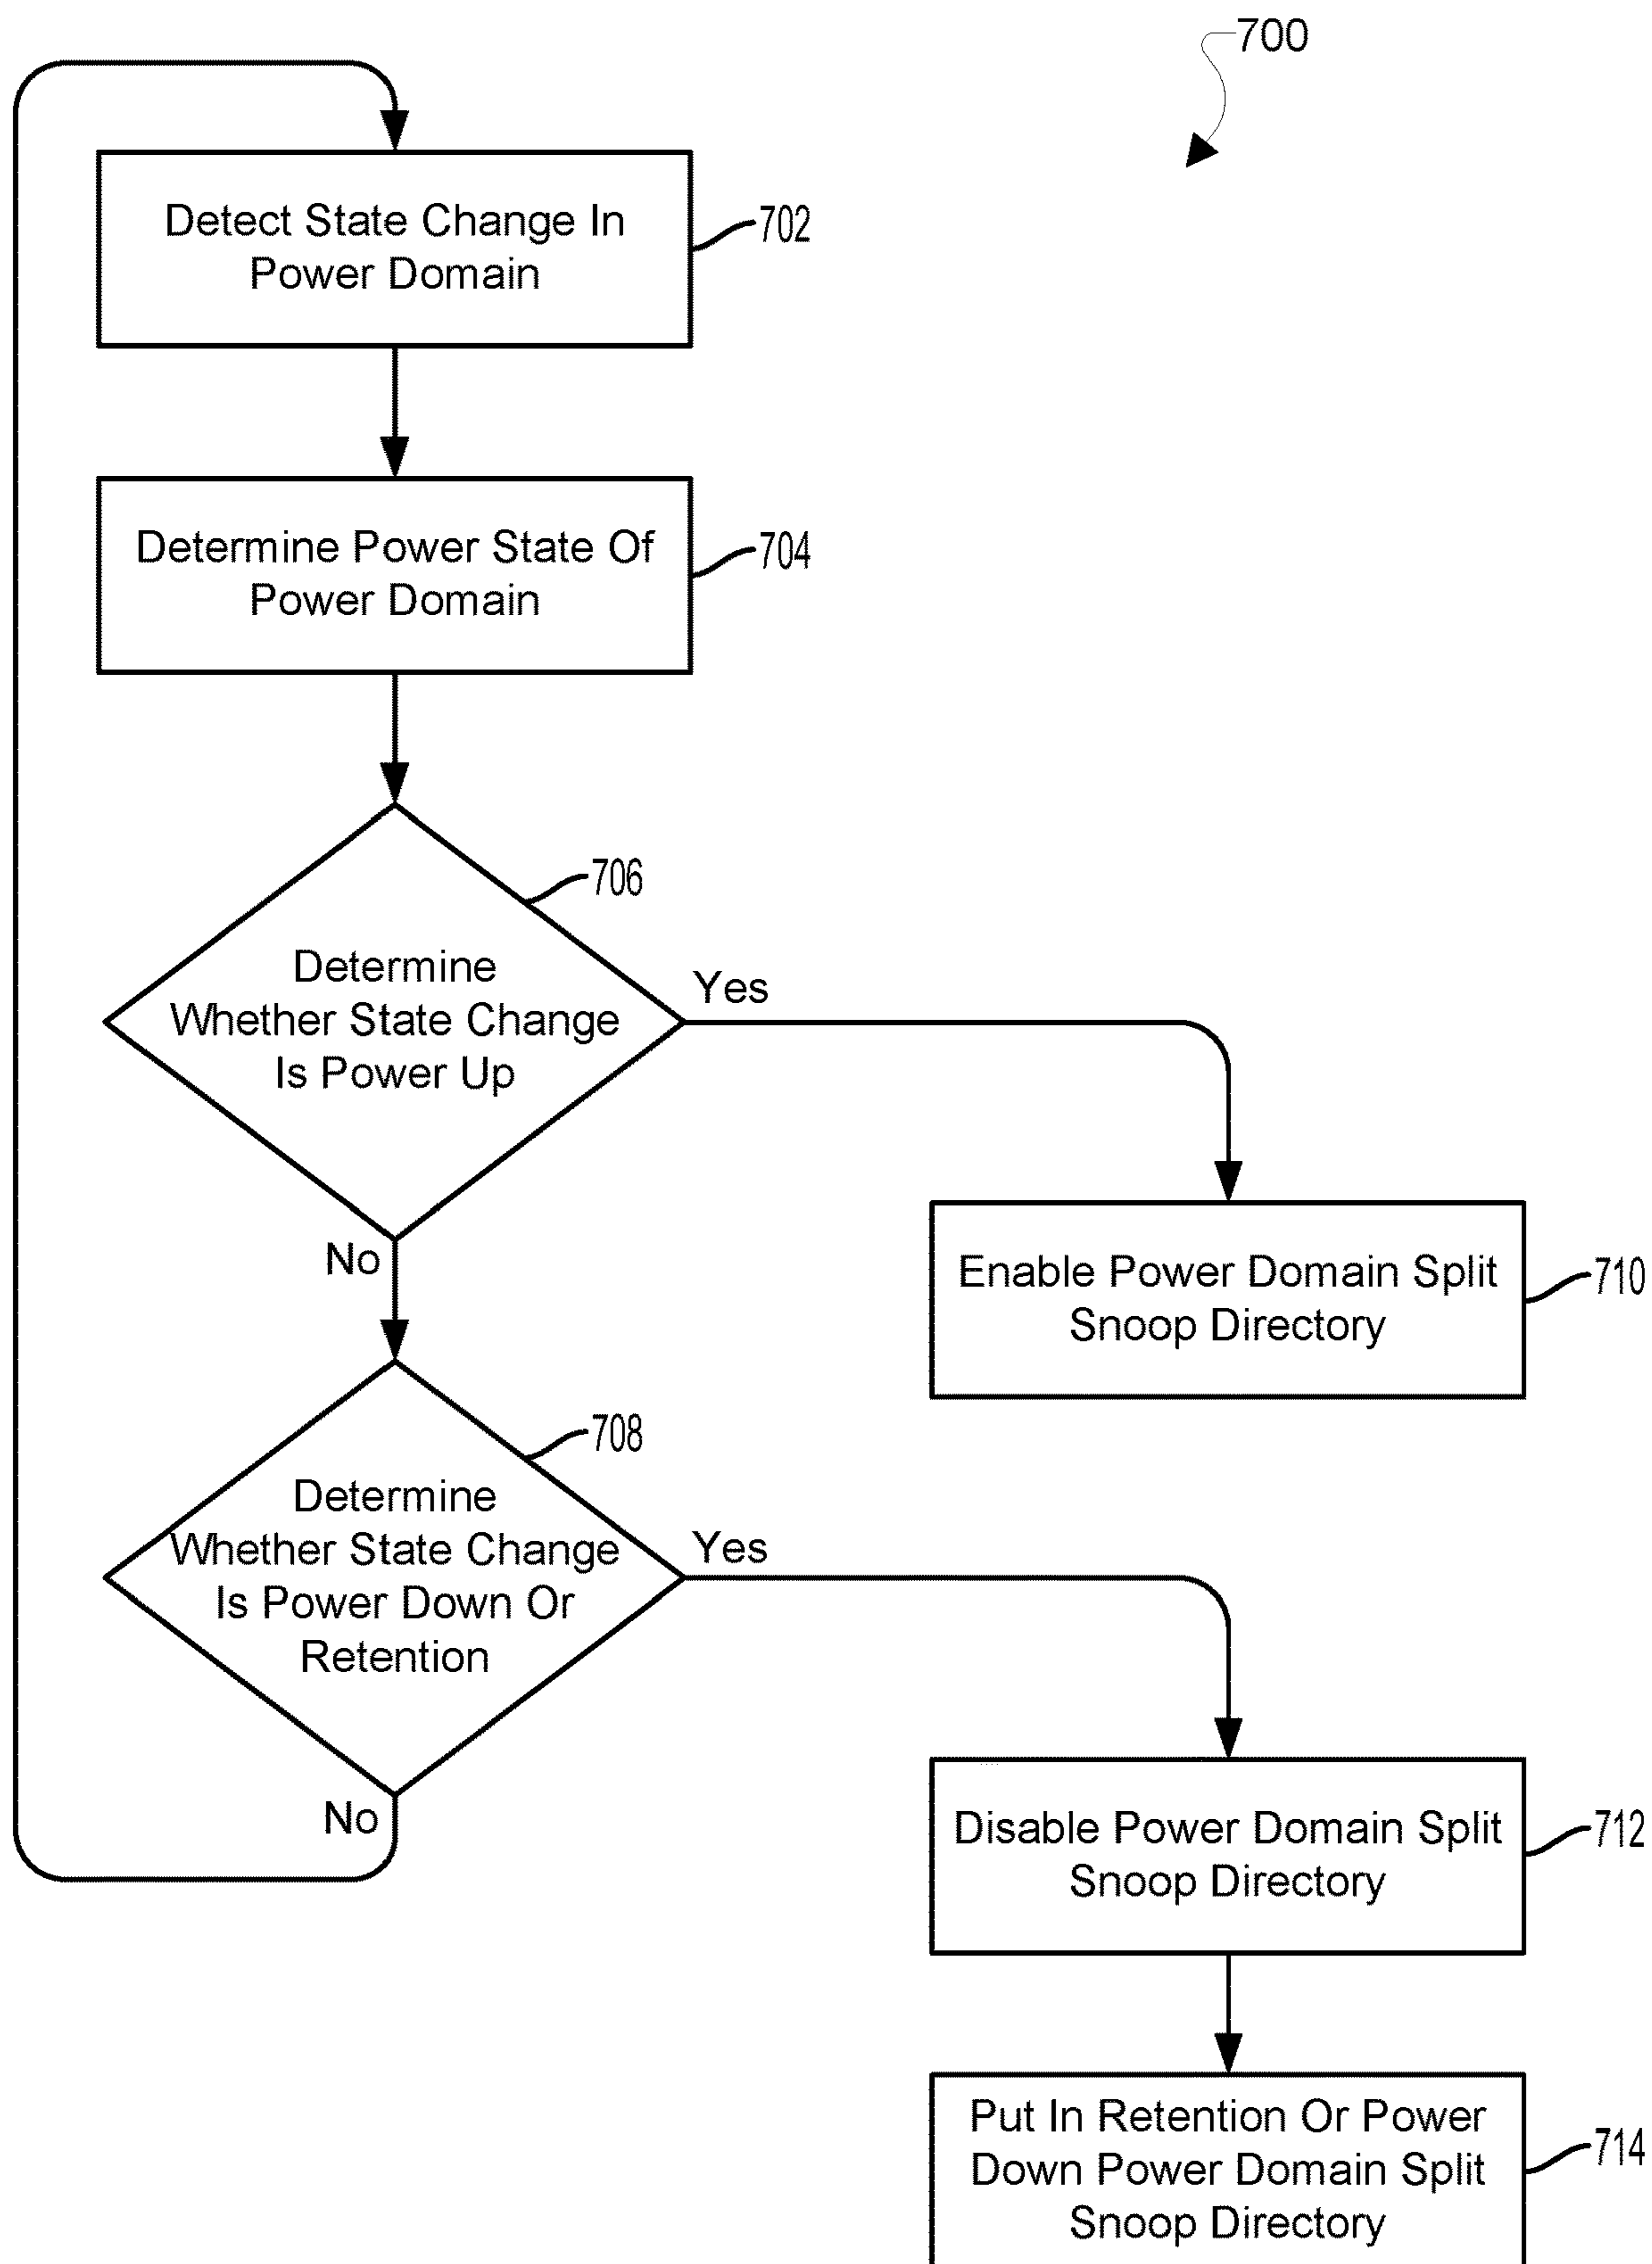 700
Detect State Change In
Power Domain
702
Determine Power State Of
Power Domain
704
706
Determine
Whether State Change
Is Power Up
Yes
No
Enable Power Domain Split
Snoop Directory
710
708
Determine
Whether State Change
Is Power Down Or
Retention
Yes
No
Disable Power Domain Split
Snoop Directory
712
Put In Retention Or Power
Down Power Domain Split
Snoop Directory
714